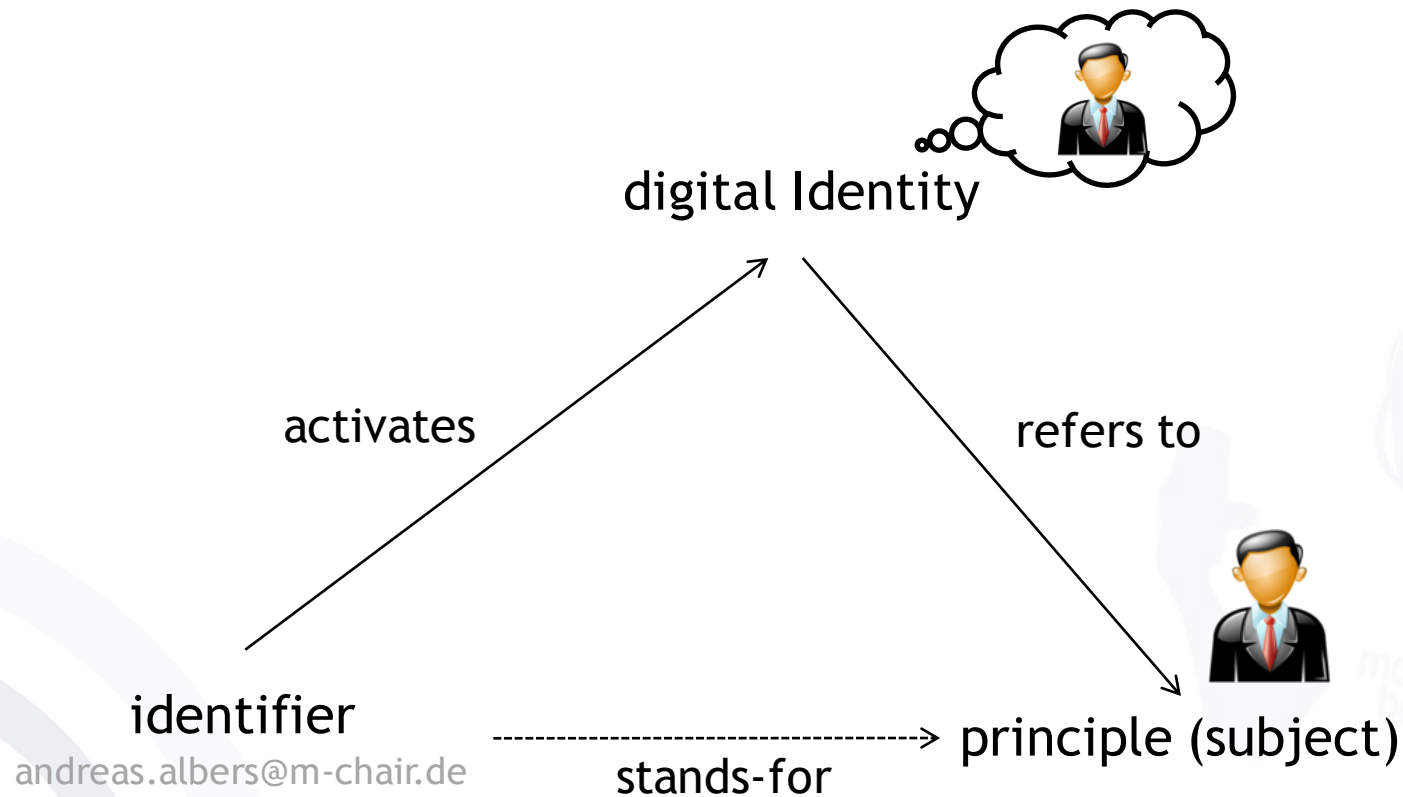 digital Identity
activates
refers to
identifier
principle (subject)
andreas.albers@m-chair.de
stands-for